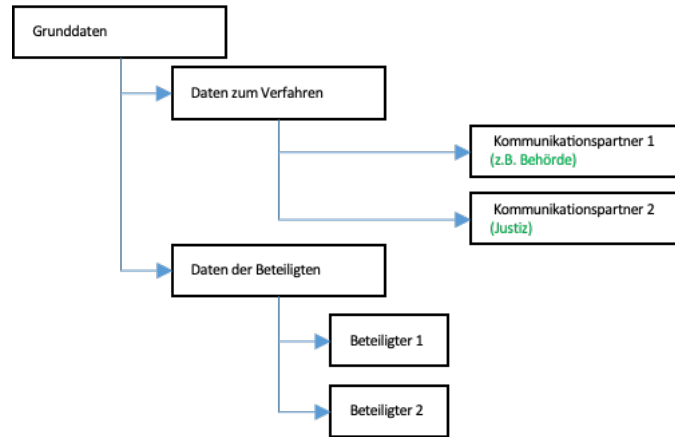 Grunddaten
Daten zum Verfahren
Kommunikationspartner 1
(z.B. Behörde)
Kommunikationspartner 2
(Justiz)
Daten der Beteiligten
Beteiligter 1
Beteiligter 2